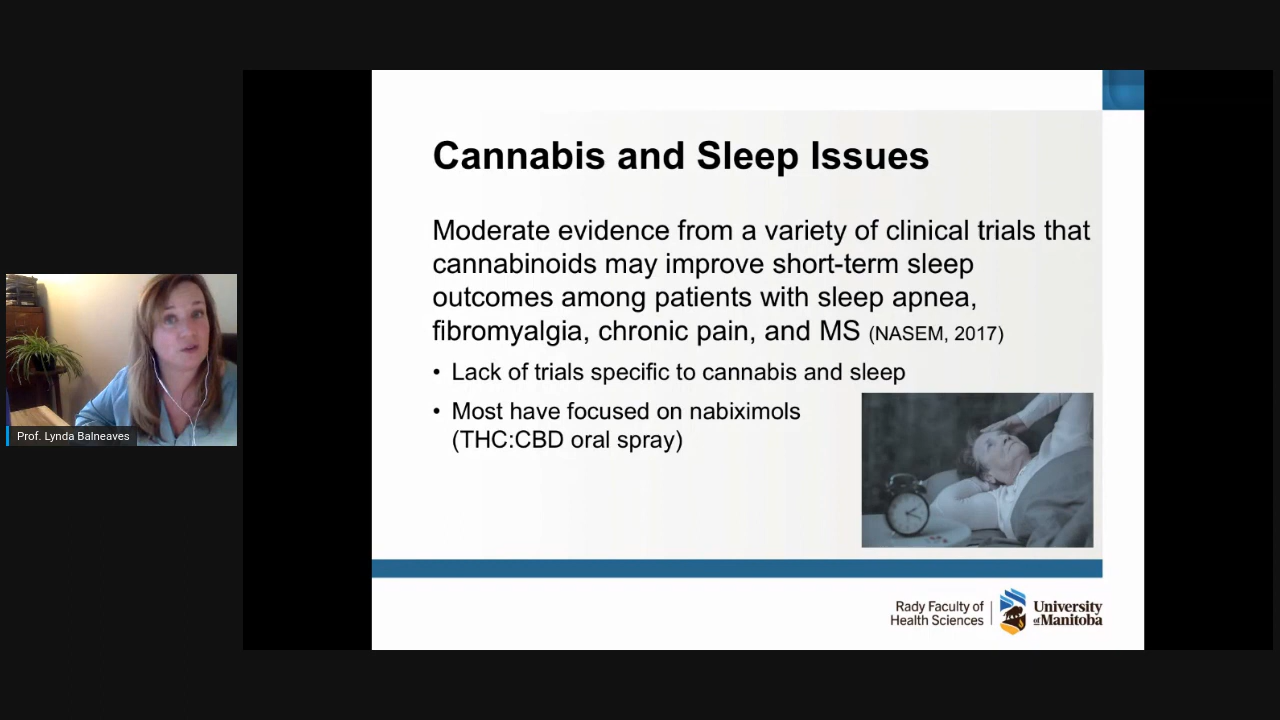 Cannabis and Sleep Issues
Moderate evidence from a variety of clinical trials that
cannabinoids may improve short-term sleep
outcomes among patients with sleep apnea,
fibromyalgia, chronic pain, and MS (NASEM, 2017)
• Lack of trials specific to cannabis and sleep
• Most have focused on nabiximols
(THC:CBD oral spray)
Prof. Lynda Balneaves
Rady Faculty of
Health Sciences
University
of Manitoba